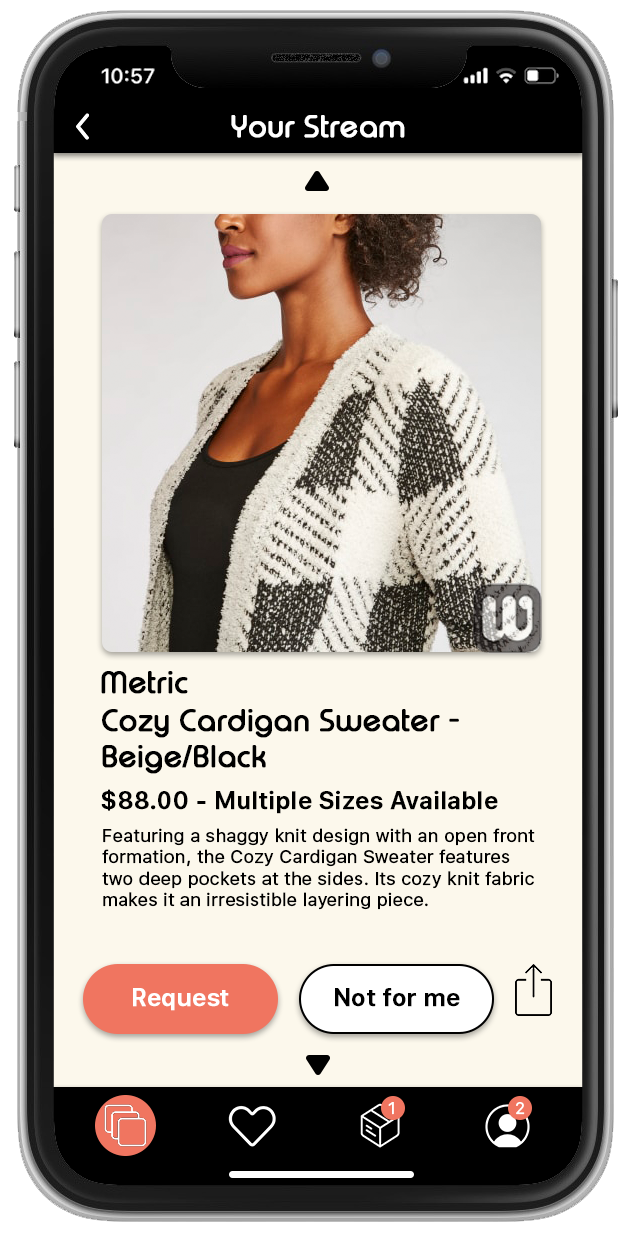 10:57
Your Stream
W
Metric
Cozy Cardigan Sweater -
Beige/Black
$88.00 - Multiple Sizes Available
Featuring a shaggy knit design with an open front
formation, the Cozy Cardigan Sweater features
two deep pockets at the sides. Its cozy knit fabric
makes it an irresistible layering piece.
Request
Not for me
1
2